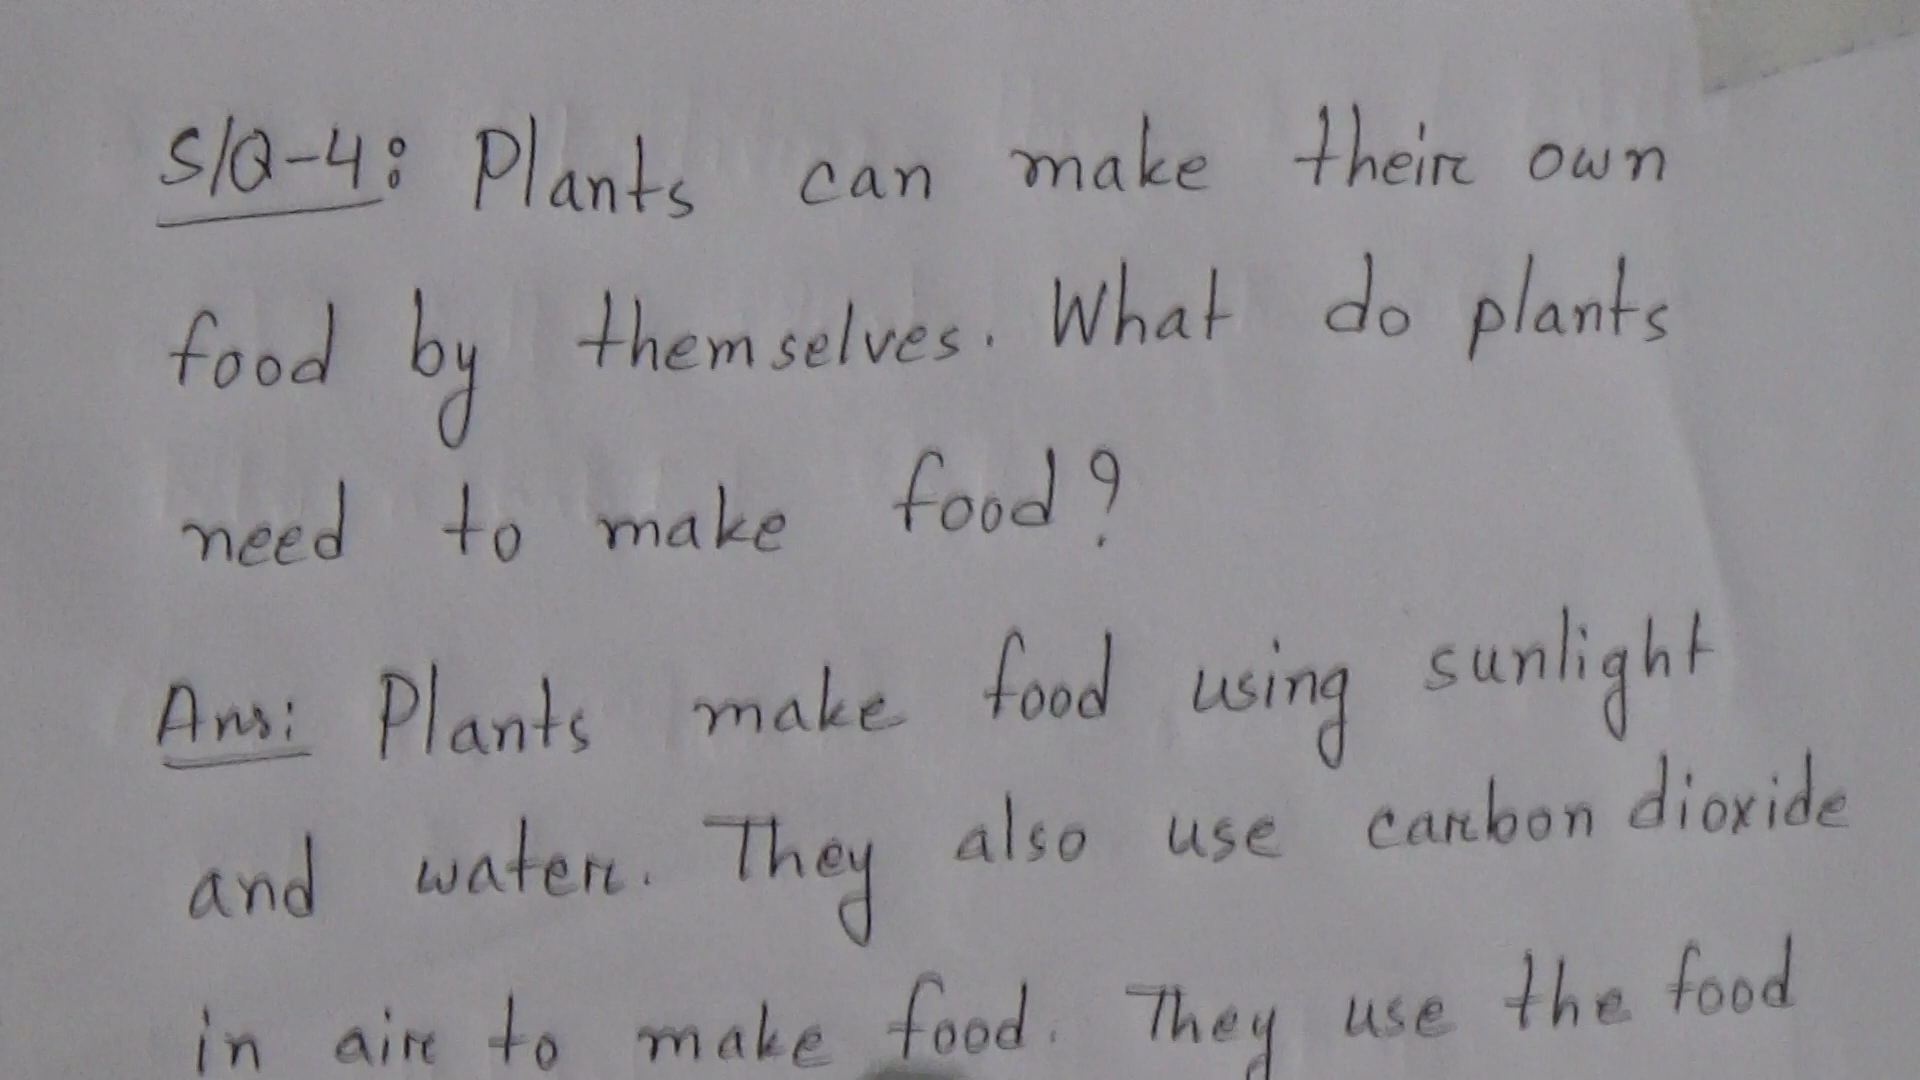 S/Q-4: Plants can make their own
food by themselves. What do plants
need to make food?
Ans: Plants make food using sunlight
and water. They also use carbon dioxide
in air to make food. They use the food